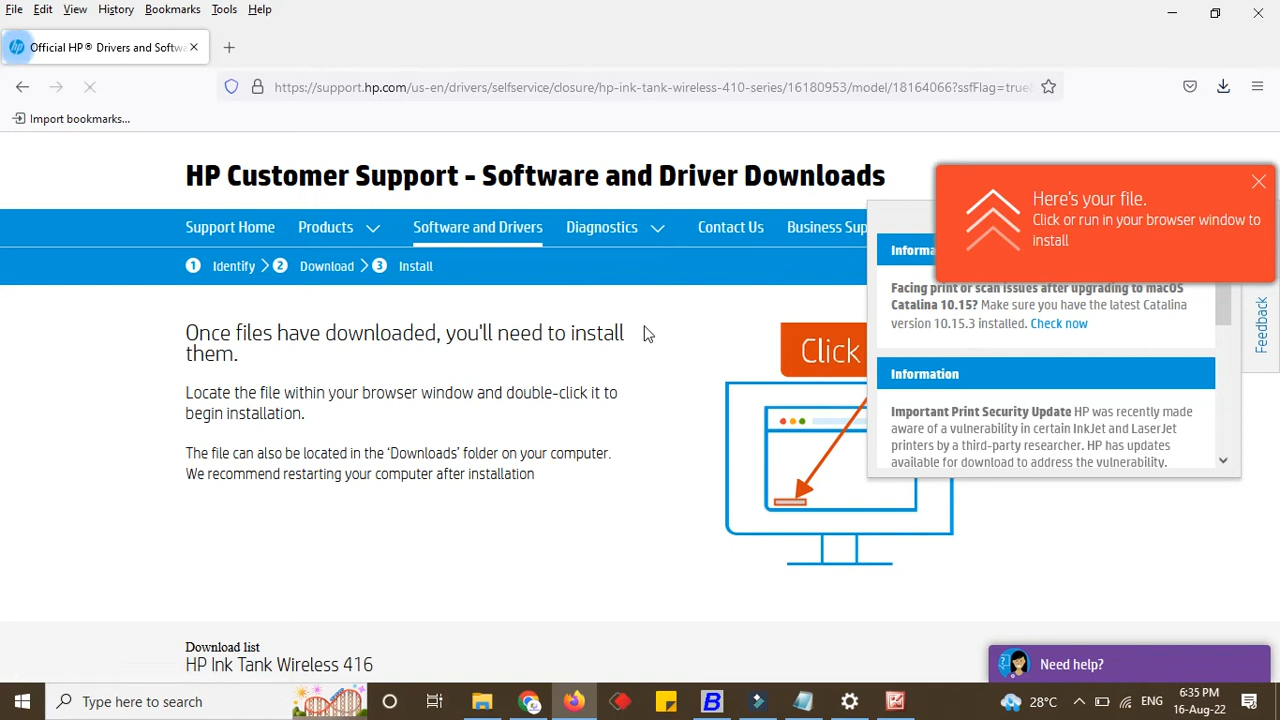 File Edit View History Bookmarks Tools Help
hp Official HP® Drivers and Softwa
https://support.hp.com/us-en/drivers/selfservice/closure/hp-ink-tank-wireless-410-series/16180953/model/18164066?ssfFlag=true&
Import bookmarks...
HP Customer Support - Software and Driver Downloads
Here's your file.
Click or run in your browser window to
install
Support Home Products Software and Drivers Diagnostics Contact Us Business Sup
1 Identify 2 Download 3 Install
Informa
Facing print or scan issues after upgrading to macOS
Catalina 10.15? Make sure you have the latest Catalina
version 10.15.3 installed. Check now
Feedback
Once files have downloaded, you'll need to install
them.
Click
Information
Locate the file within your browser window and double-click it to
begin installation.
Important Print Security Update HP was recently made
aware of a vulnerability in certain InkJet and LaserJet
printers by a third-party researcher. HP has updates
available for download to address the vulnerability.
The file can also be located in the ‘Downloads’ folder on your computer.
We recommend restarting your computer after installation
Download list
HP Ink Tank Wireless 416
Need help?
Type here to search
B
28°C
ENG
6:35 PM
16-Aug-22